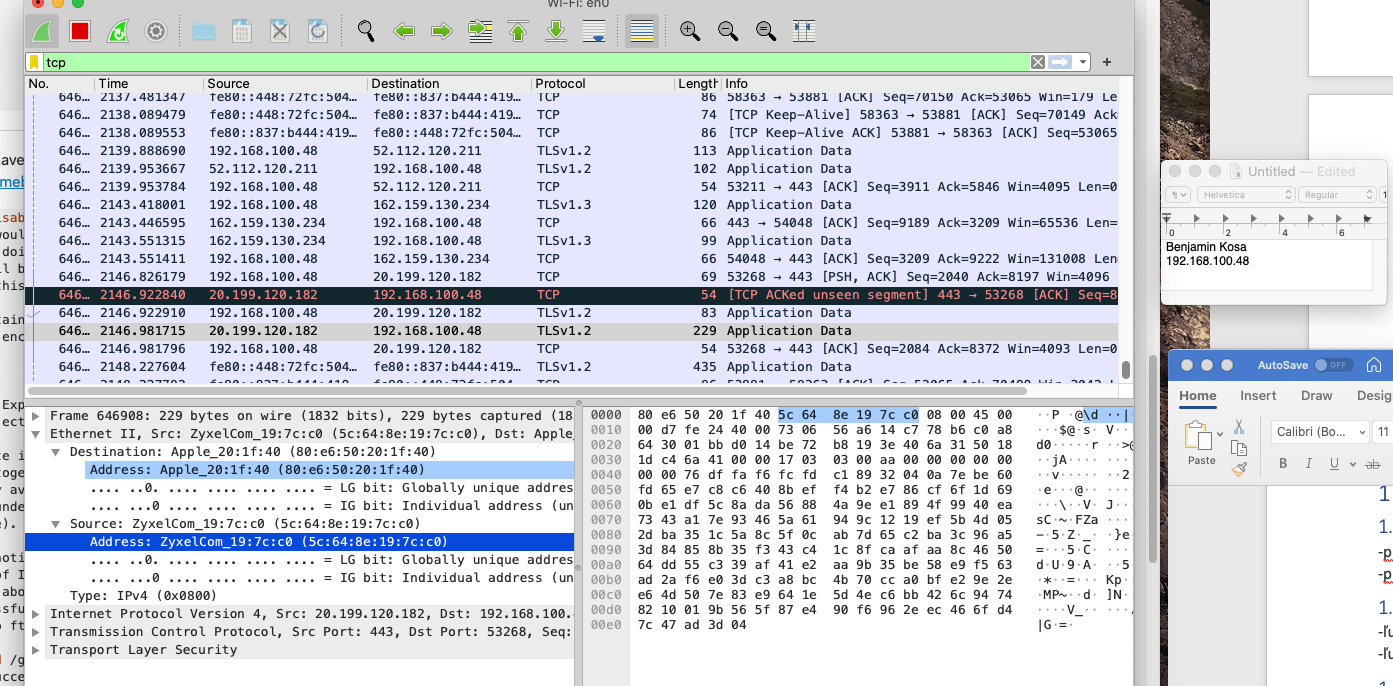 Wi-Fi: en0
tcp
+
No. Time Source Destination Protocol Length Info
646… 2137.481347 fe80::448:72fc:504… fe80::837:b444:419… TCP 86 58363 → 53881 [ACK] Seq=70150 Ack=53065 Win=179 Le
646… 2138.089479 fe80::448:72fc:504… fe80::837:b444:419… TCP 74 [TCP Keep-Alive] 58363 → 53881 [ACK] Seq=70149 Ack
646… 2138.089553 fe80::837:b444:419… fe80::448:72fc:504… TCP 86 [TCP Keep-Alive ACK] 53881 → 58363 [ACK] Seq=53065
646… 2139.888690 192.168.100.48 52.112.120.211 TLSv1.2 113 Application Data
646… 2139.953667 52.112.120.211 192.168.100.48 TLSv1.2 102 Application Data
646… 2139.953784 192.168.100.48 52.112.120.211 TCP 54 53211 → 443 [ACK] Seq=3911 Ack=5846 Win=4095 Len=0
646… 2143.418001 192.168.100.48 162.159.130.234 TLSv1.3 120 Application Data
646… 2143.446595 162.159.130.234 192.168.100.48 TCP 66 443 → 54048 [ACK] Seq=9189 Ack=3209 Win=65536 Len=
646… 2143.551315 162.159.130.234 192.168.100.48 TLSv1.3 99 Application Data
646… 2143.551411 192.168.100.48 162.159.130.234 TCP 66 54048 → 443 [ACK] Seq=3209 Ack=9222 Win=131008 Len=
646… 2146.826179 192.168.100.48 20.199.120.182 TCP 69 53268 → 443 [PSH, ACK] Seq=2040 Ack=8197 Win=4096
646… 2146.922840 20.199.120.182 192.168.100.48 TCP 54 [TCP ACKed unseen segment] 443 → 53268 [ACK] Seq=8
646… 2146.922910 192.168.100.48 20.199.120.182 TLSv1.2 83 Application Data
646… 2146.981715 20.199.120.182 192.168.100.48 TLSv1.2 229 Application Data
646… 2146.981796 192.168.100.48 20.199.120.182 TCP 54 53268 → 443 [ACK] Seq=2084 Ack=8372 Win=4093 Len=0
646… 2148.227604 fe80::448:72fc:504… fe80::837:b444:419… TLSv1.2 435 Application Data
Frame 646908: 229 bytes on wire (1832 bits), 229 bytes captured (18
Ethernet II, Src: ZyxelCom_19:7c:c0 (5c:64:8e:19:7c:c0), Dst: Apple_
Destination: Apple_20:1f:40 (80:e6:50:20:1f:40)
Address: Apple_20:1f:40 (80:e6:50:20:1f:40)
.... ..0. .... .... .... .... = LG bit: Globally unique addres
.... ...0 .... .... .... .... = IG bit: Individual address (un
Source: ZyxelCom_19:7c:c0 (5c:64:8e:19:7c:c0)
Address: ZyxelCom_19:7c:c0 (5c:64:8e:19:7c:c0)
.... ..0. .... .... .... .... = LG bit: Globally unique addres
.... ...0 .... .... .... .... = IG bit: Individual address (un
Type: IPv4 (0x0800)
Internet Protocol Version 4, Src: 20.199.120.182, Dst: 192.168.100.
Transmission Control Protocol, Src Port: 443, Dst Port: 53268, Seq:
Transport Layer Security
0000 80 e6 50 20 1f 40 5c 64 8e 19 7c c0 08 00 45 00
0010 00 d7 fe 24 40 00 73 06 56 a6 14 c7 78 b6 c0 a8
0020 64 30 01 bb d0 14 be 72 b8 19 3e 40 6a 31 50 18
0030 1d c4 6a 41 00 00 17 03 03 00 aa 00 00 00 00 00
0040 00 00 76 df fa f6 fc fd c1 89 32 04 0a 7e be 60
0050 fd 65 e7 c8 c6 40 8b ef f4 b2 e7 86 cf 6f 1d 69
0060 0b e1 df 5c 8a da 56 88 4a 9e e1 89 4f 99 40 ea
0070 73 43 a1 7e 93 46 5a 61 94 9c 12 19 ef 5b 4d 05
0080 2d ba 35 1c 5a 8c 5f 0c ab 7d 65 c2 ba 3c 96 a5
0090 3d 84 85 8b 35 f3 43 c4 1c 8f ca af aa 8c 46 50
00a0 64 dd 55 c3 39 af 41 e2 aa 9b 35 be 58 e9 f5 63
00b0 ad 2a f6 e0 3d c3 a8 bc 4b 70 cc a0 bf e2 9e 2e
00c0 e6 4d 50 7e 83 e9 64 1e 5d 4e c6 bb 42 6c 94 74
00d0 82 10 01 9b 56 5f 87 e4 90 f6 96 2e ec 46 6f d4
00e0 7c 47 ad 3d 04
Untitled — Edited
Helvetica Regular
0 2 4 6
Benjamin Kosa
192.168.100.48
AutoSave OFF
Home Insert Draw Desig
Paste
Calibri (Bo… 11
B I U ab